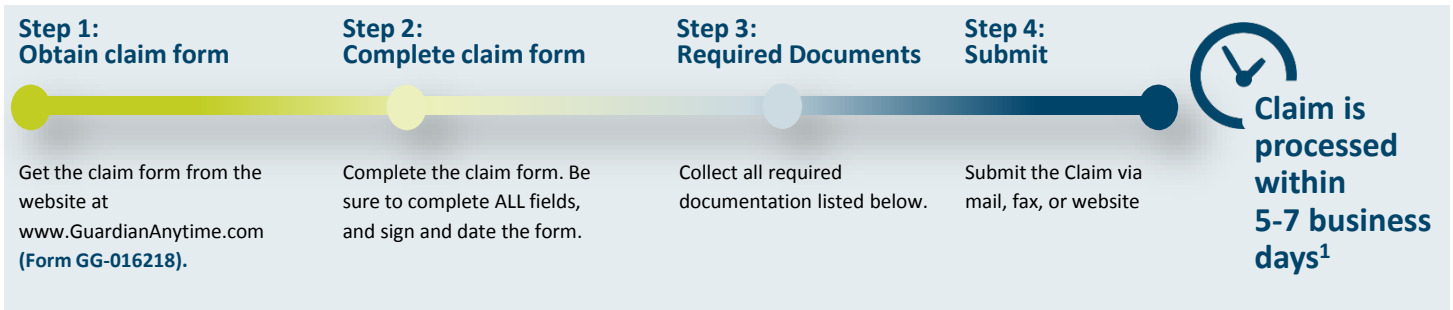 Step 1:
Obtain claim form
Get the claim form from the
website at
www.GuardianAnytime.com
(Form GG-016218).
Step 2:
Complete claim form
Complete the claim form. Be
sure to complete ALL fields,
and sign and date the form.
Step 3:
Required Documents
Collect all required
documentation listed below.
Step 4:
Submit
Submit the Claim via
mail, fax, or website
Claim is
processed
within
5-7 business
days1